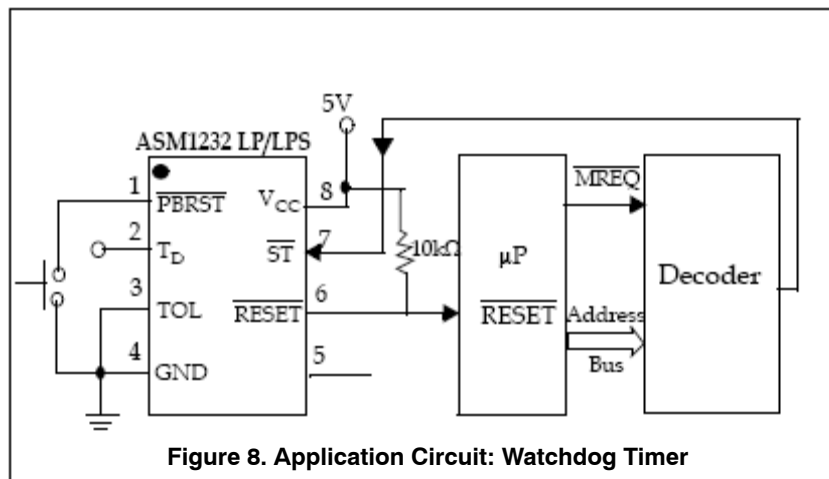 5V
ASM1232 LP/LPS
1
PBRST
VCC
8
2
TD
ST
7
10kΩ
3
TOL
RESET
6
4
GND
5
μP
RESET
MREQ
Address
Bus
Decoder
Figure 8. Application Circuit: Watchdog Timer